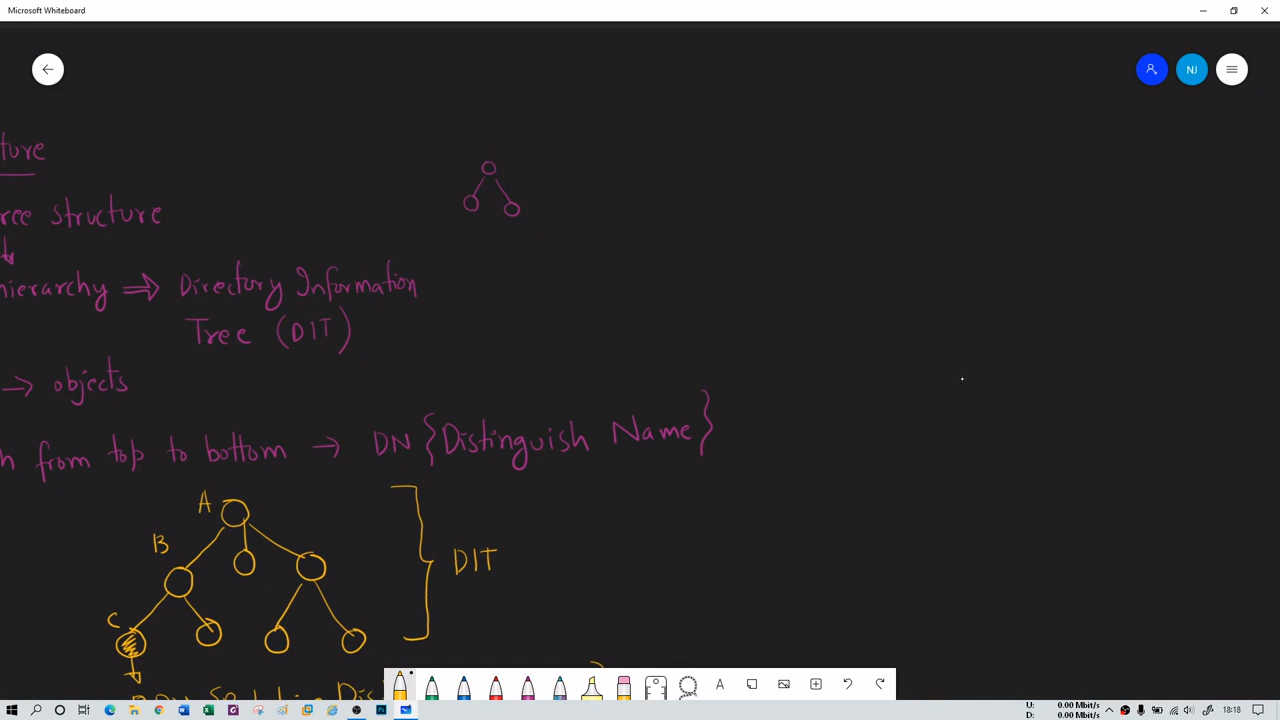 Microsoft Whiteboard
NJ
ture
ree structure
hierarchy ⇒ Directory Information
Tree (DIT)
→ objects
h from top to bottom → DN {Distinguish Name}
A
B
C
DIT
A
U: 0.00 Mbit/s
D: 0.00 Mbit/s
18:18